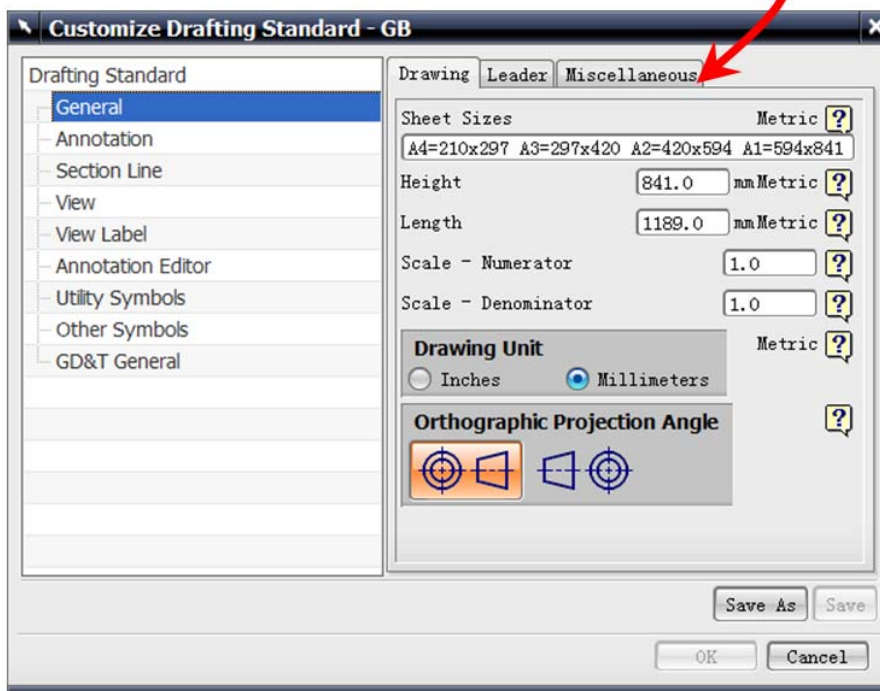 Customize Drafting Standard - GB
Drafting Standard
General
Annotation
Section Line
View
View Label
Annotation Editor
Utility Symbols
Other Symbols
GD&T General
Drawing Leader Miscellaneous
Sheet Sizes Metric ?
A4=210x297 A3=297x420 A2=420x594 A1=594x841
Height 841.0 mm Metric ?
Length 1189.0 mm Metric ?
Scale - Numerator 1.0 ?
Scale - Denominator 1.0 ?
Drawing Unit Metric ?
Inches Millimeters
Orthographic Projection Angle ?
Save As Save
OK Cancel